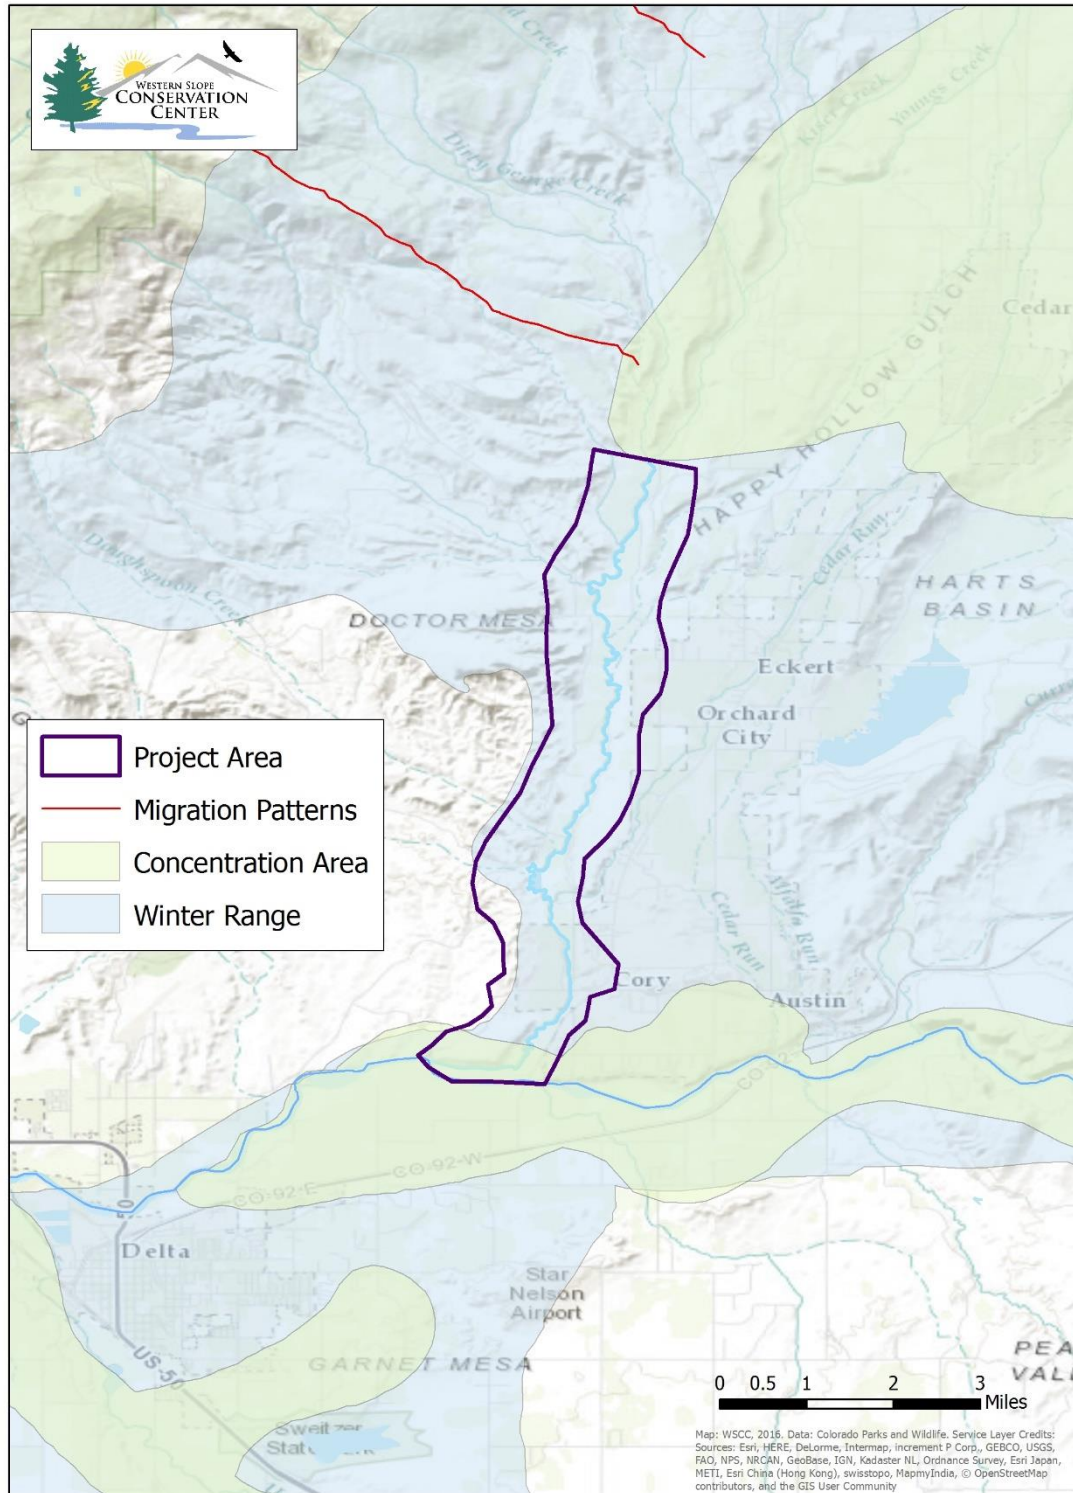 WESTERN SLOPE
CONSERVATION
CENTER
Creek
Dirty George Creek
Kiser Creek
Youngs Creek
HAPPY HOLLOW GULCH
Cedar
Doughspoon Creek
DOCTOR MESA
Cedar Run
HARTS
BASIN
Eckert
Orchard
City
Project Area
Migration Patterns
Concentration Area
Winter Range
Cedar Run
Alfalfa Run
Cory
Austin
CO-92
CO-92-W
CO-92-E
Delta
Star
Nelson
Airport
US-50
GARNET MESA
PEA
VALL
Sweitzer
State Park
0 0.5 1 2 3
Miles
Map: WSCC, 2016. Data: Colorado Parks and Wildlife. Service Layer Credits:
Sources: Esri, HERE, DeLorme, Intermap, increment P Corp., GEBCO, USGS,
FAO, NPS, NRCAN, GeoBase, IGN, Kadaster NL, Ordnance Survey, Esri Japan,
METI, Esri China (Hong Kong), swisstopo, MapmyIndia, © OpenStreetMap
contributors, and the GIS User Community